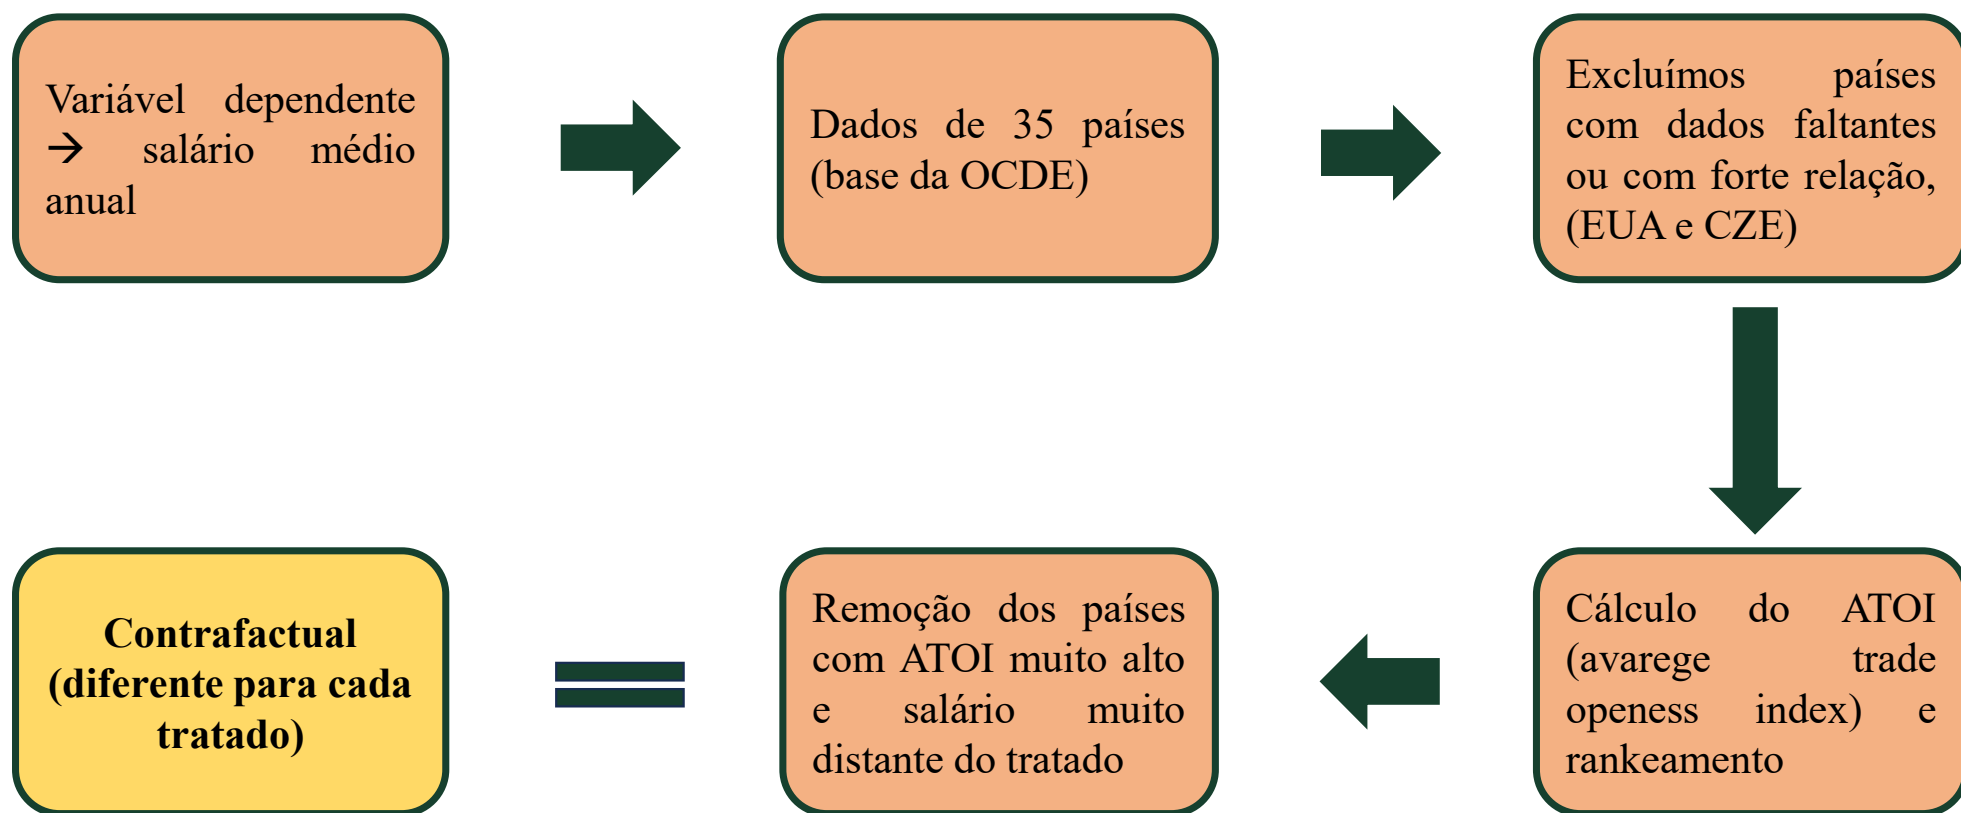 Variável dependente
→ salário médio
anual
Dados de 35 países
(base da OCDE)
Excluímos países
com dados faltantes
ou com forte relação,
(EUA e CZE)
Cálculo do ATOI
(avarege trade
openess index) e
rankeamento
Remoção dos países
com ATOI muito alto
e salário muito
distante do tratado
Contrafactual
(diferente para cada
tratado)